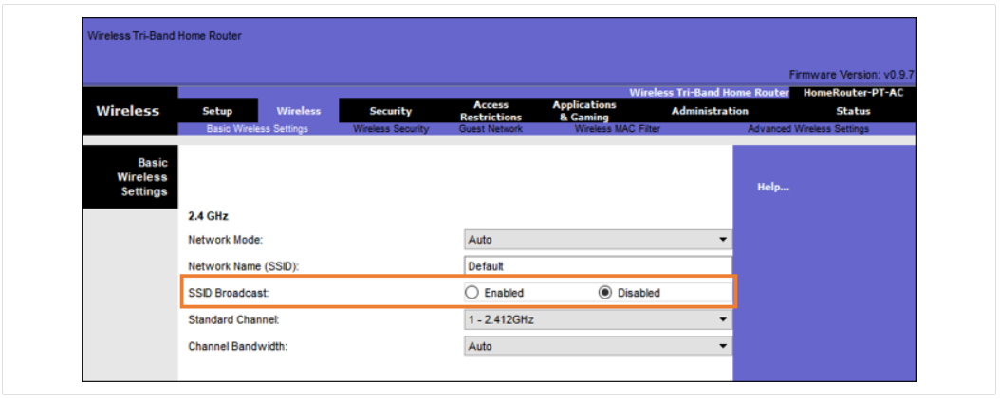 Wireless Tri-Band Home Router
Firmware Version: v0.9.7
Wireless Tri-Band Home Router HomeRouter-PT-AC
Wireless
Setup Wireless Security Access Restrictions Applications & Gaming Administration Status
Basic Wireless Settings Wireless Security Guest Network Wireless MAC Filter Advanced Wireless Settings
Basic
Wireless
Settings
Help...
2.4 GHz
Network Mode: Auto
Network Name (SSID): Default
SSID Broadcast: Enabled Disabled
Standard Channel: 1 - 2.412GHz
Channel Bandwidth: Auto